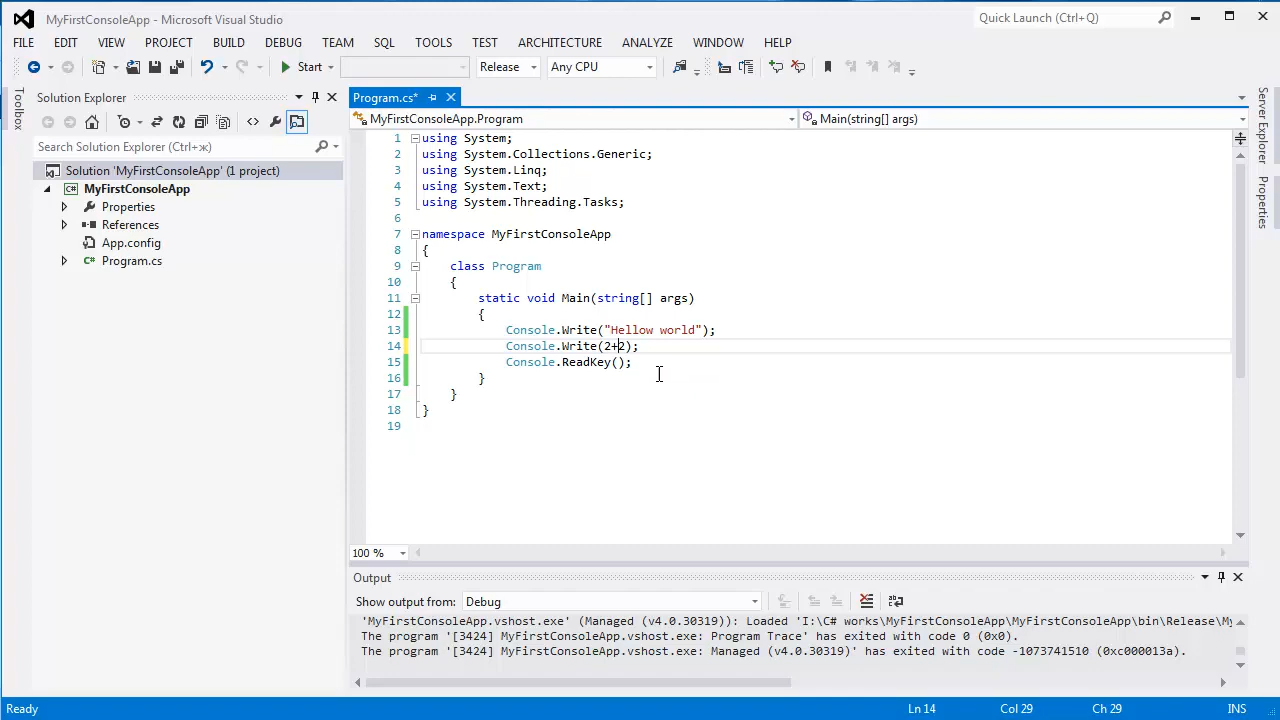 MyFirstConsoleApp - Microsoft Visual Studio
Quick Launch (Ctrl+Q)
FILE EDIT VIEW PROJECT BUILD DEBUG TEAM SQL TOOLS TEST ARCHITECTURE ANALYZE WINDOW HELP
Start Release Any CPU
Toolbox
Solution Explorer
Search Solution Explorer (Ctrl+ж)
Solution 'MyFirstConsoleApp' (1 project)
C# MyFirstConsoleApp
Properties
References
App.config
C# Program.cs
Program.cs*
MyFirstConsoleApp.Program Main(string[] args)
1 using System;
2 using System.Collections.Generic;
3 using System.Linq;
4 using System.Text;
5 using System.Threading.Tasks;
6
7 namespace MyFirstConsoleApp
8 {
9 class Program
10 {
11 static void Main(string[] args)
12 {
13 Console.Write("Hellow world");
14 Console.Write(2+2);
15 Console.ReadKey();
16 }
17 }
18 }
19
100 %
Server Explorer
Properties
Output
Show output from: Debug
'MyFirstConsoleApp.vshost.exe' (Managed (v4.0.30319)): Loaded 'I:\C# works\MyFirstConsoleApp\MyFirstConsoleApp\bin\Release\My
The program '[3424] MyFirstConsoleApp.vshost.exe: Program Trace' has exited with code 0 (0x0).
The program '[3424] MyFirstConsoleApp.vshost.exe: Managed (v4.0.30319)' has exited with code -1073741510 (0xc000013a).
Ready Ln 14 Col 29 Ch 29 INS